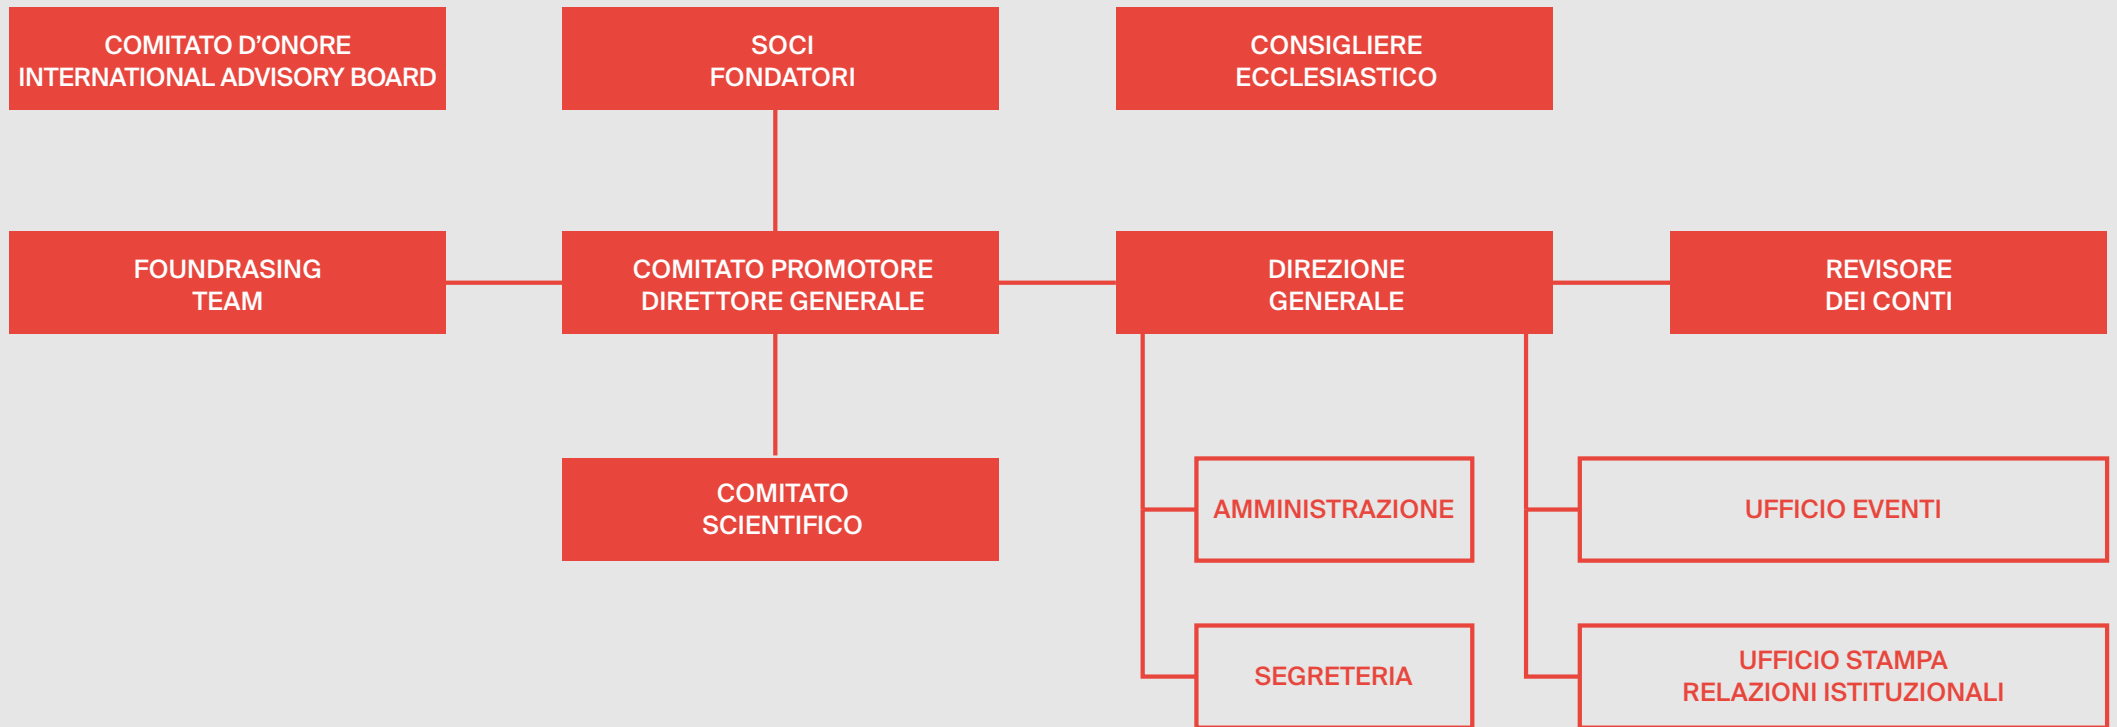 COMITATO D'ONORE
INTERNATIONAL ADVISORY BOARD
SOCI
FONDATORI
CONSIGLIERE
ECCLESIASTICO
FOUNDRASING
TEAM
COMITATO PROMOTORE
DIRETTORE GENERALE
DIREZIONE
GENERALE
REVISORE
DEI CONTI
COMITATO
SCIENTIFICO
AMMINISTRAZIONE
UFFICIO EVENTI
SEGRETERIA
UFFICIO STAMPA
RELAZIONI ISTITUZIONALI